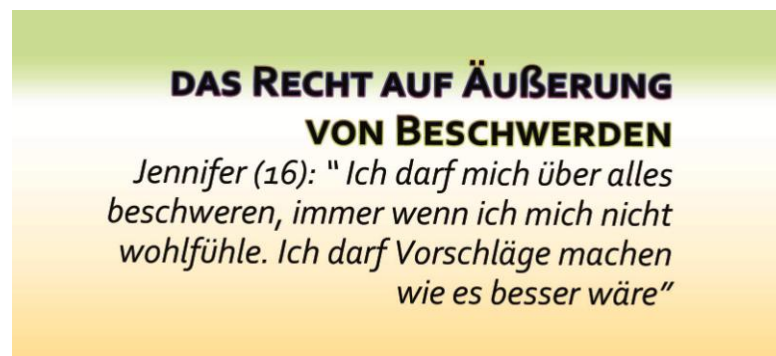 DAS RECHT AUF ÄUßERUNG
VON BESCHWERDEN
Jennifer (16): “ Ich darf mich über alles
beschweren, immer wenn ich mich nicht
wohlfühle. Ich darf Vorschläge machen
wie es besser wäre”